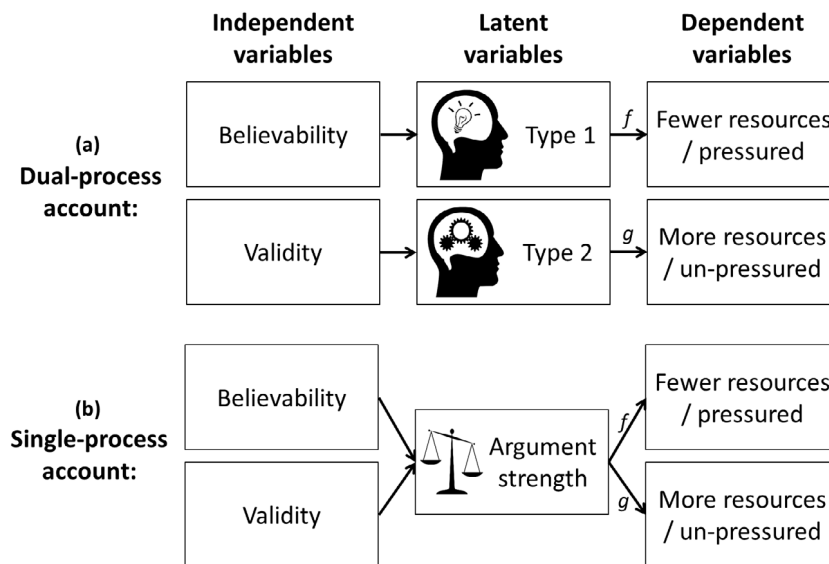 Independent variables
Latent variables
Dependent variables
(a)
Dual-process
account:
Believability
Type 1
f
Fewer resources
/ pressured
Validity
Type 2
g
More resources
/ un-pressured
(b)
Single-process
account:
Believability
Validity
Argument
strength
f
g
Fewer resources
/ pressured
More resources
/ un-pressured